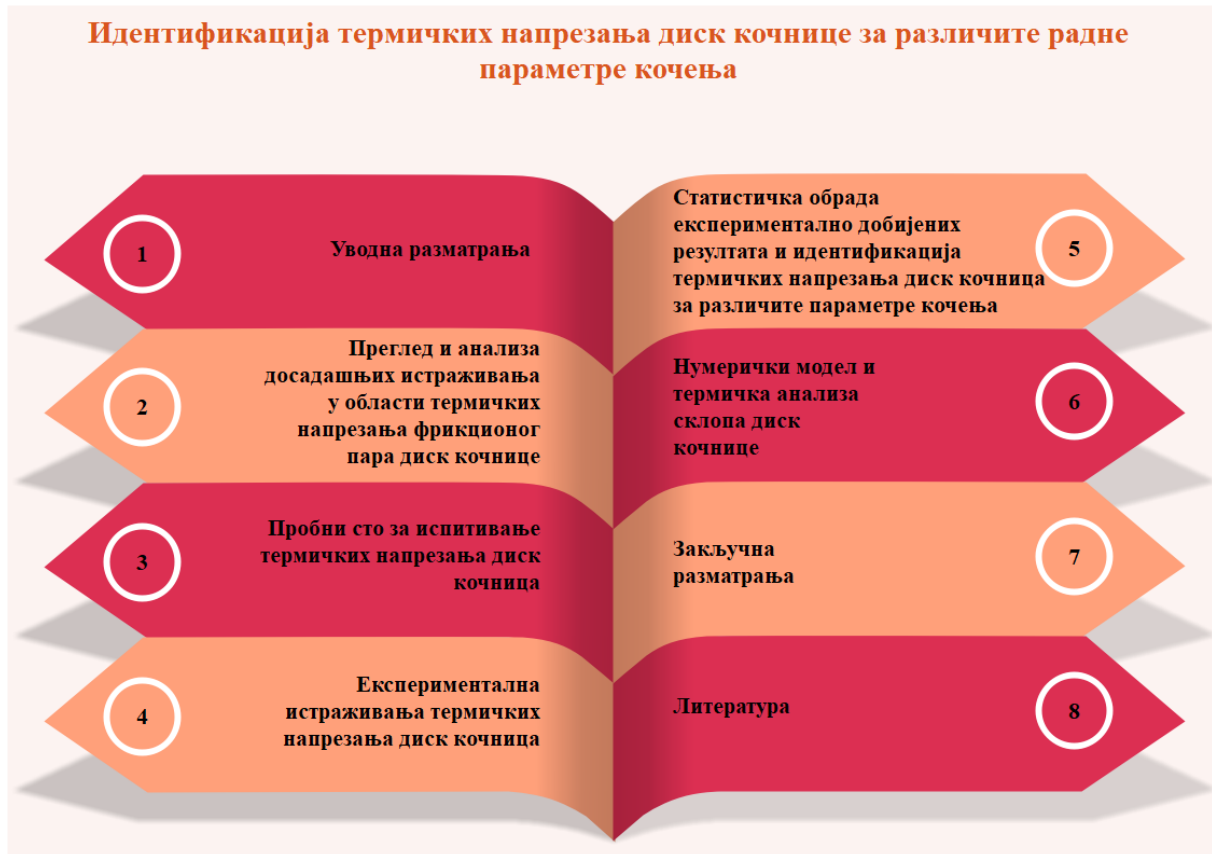 Идентификација термичких напрезања диск кочнице за различите радне
параметре кочења
1
Уводна разматрања
2
Преглед и анализа
досадашњих истраживања
у области термичких
напрезања фрикционог
пара диск кочнице
3
Пробни сто за испитивање
термичких напрезања диск
кочница
4
Експериментална
истраживања термичких
напрезања диск кочница
Статистичка обрада
експериментално добијених
резултата и идентификација
термичких напрезања диск кочница
за различите параметре кочења
5
Нумерички модел и
термичка анализа
склопа диск
кочнице
6
Закључна
разматрања
7
Литература
8